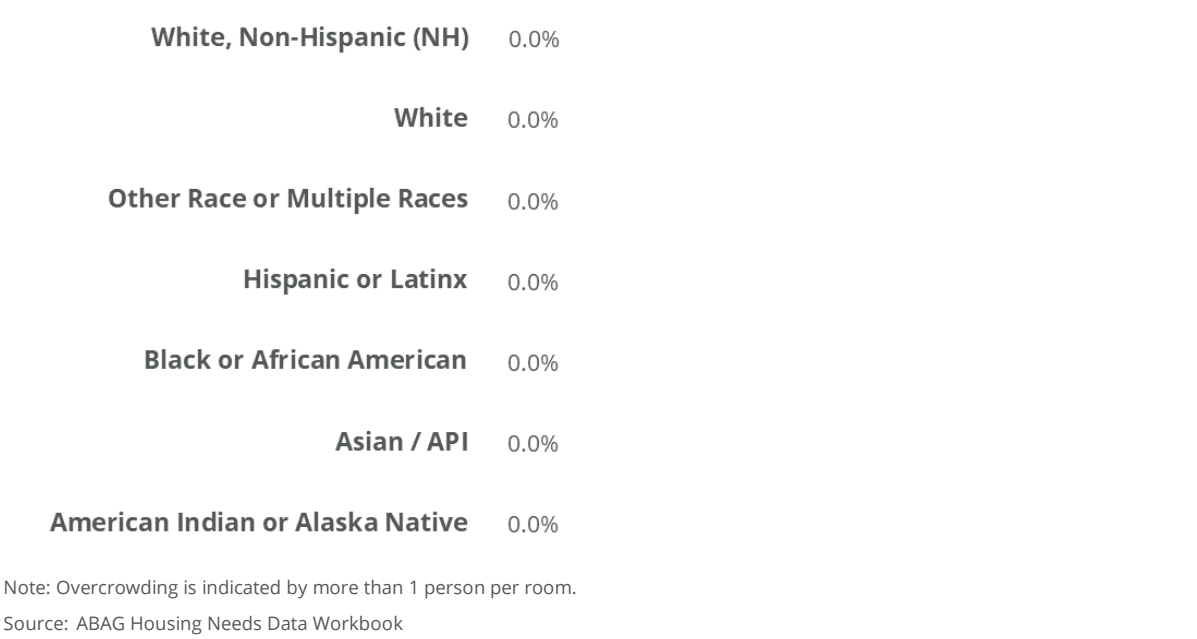 White, Non-Hispanic (NH) 0.0%
White 0.0%
Other Race or Multiple Races 0.0%
Hispanic or Latinx 0.0%
Black or African American 0.0%
Asian / API 0.0%
American Indian or Alaska Native 0.0%
Note: Overcrowding is indicated by more than 1 person per room.
Source: ABAG Housing Needs Data Workbook